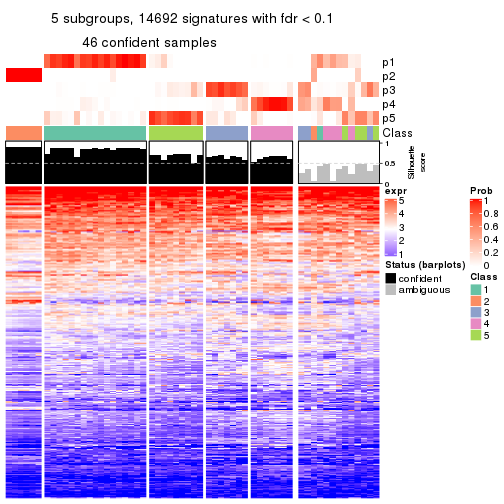 5 subgroups, 14692 signatures with fdr < 0.1
46 confident samples
p1
p2
p3
p4
p5
Class
1
0.5
0
Silhouette
score
expr
5
4
3
2
1
Status (barplots)
confident
ambiguous
Prob
1
0.8
0.6
0.4
0.2
0
Class
1
2
3
4
5